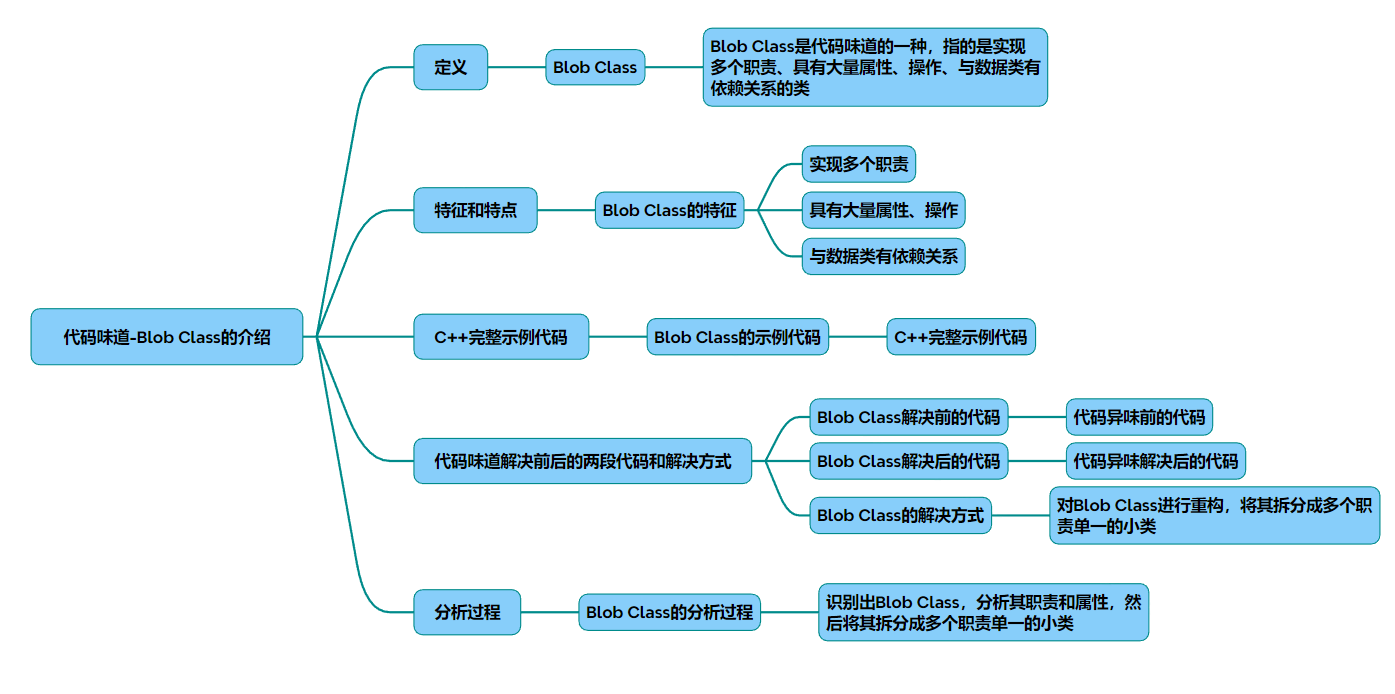 代码味道-Blob Class的介绍
定义
Blob Class
Blob Class是代码味道的一种，指的是实现
多个职责、具有大量属性、操作、与数据类有
依赖关系的类
特征和特点
Blob Class的特征
实现多个职责
具有大量属性、操作
与数据类有依赖关系
C++完整示例代码
Blob Class的示例代码
C++完整示例代码
代码味道解决前后的两段代码和解决方式
Blob Class解决前的代码
代码异味前的代码
Blob Class解决后的代码
代码异味解决后的代码
Blob Class的解决方式
对Blob Class进行重构，将其拆分成多个职
责单一的小类
分析过程
Blob Class的分析过程
识别出Blob Class，分析其职责和属性，然
后将其拆分成多个职责单一的小类